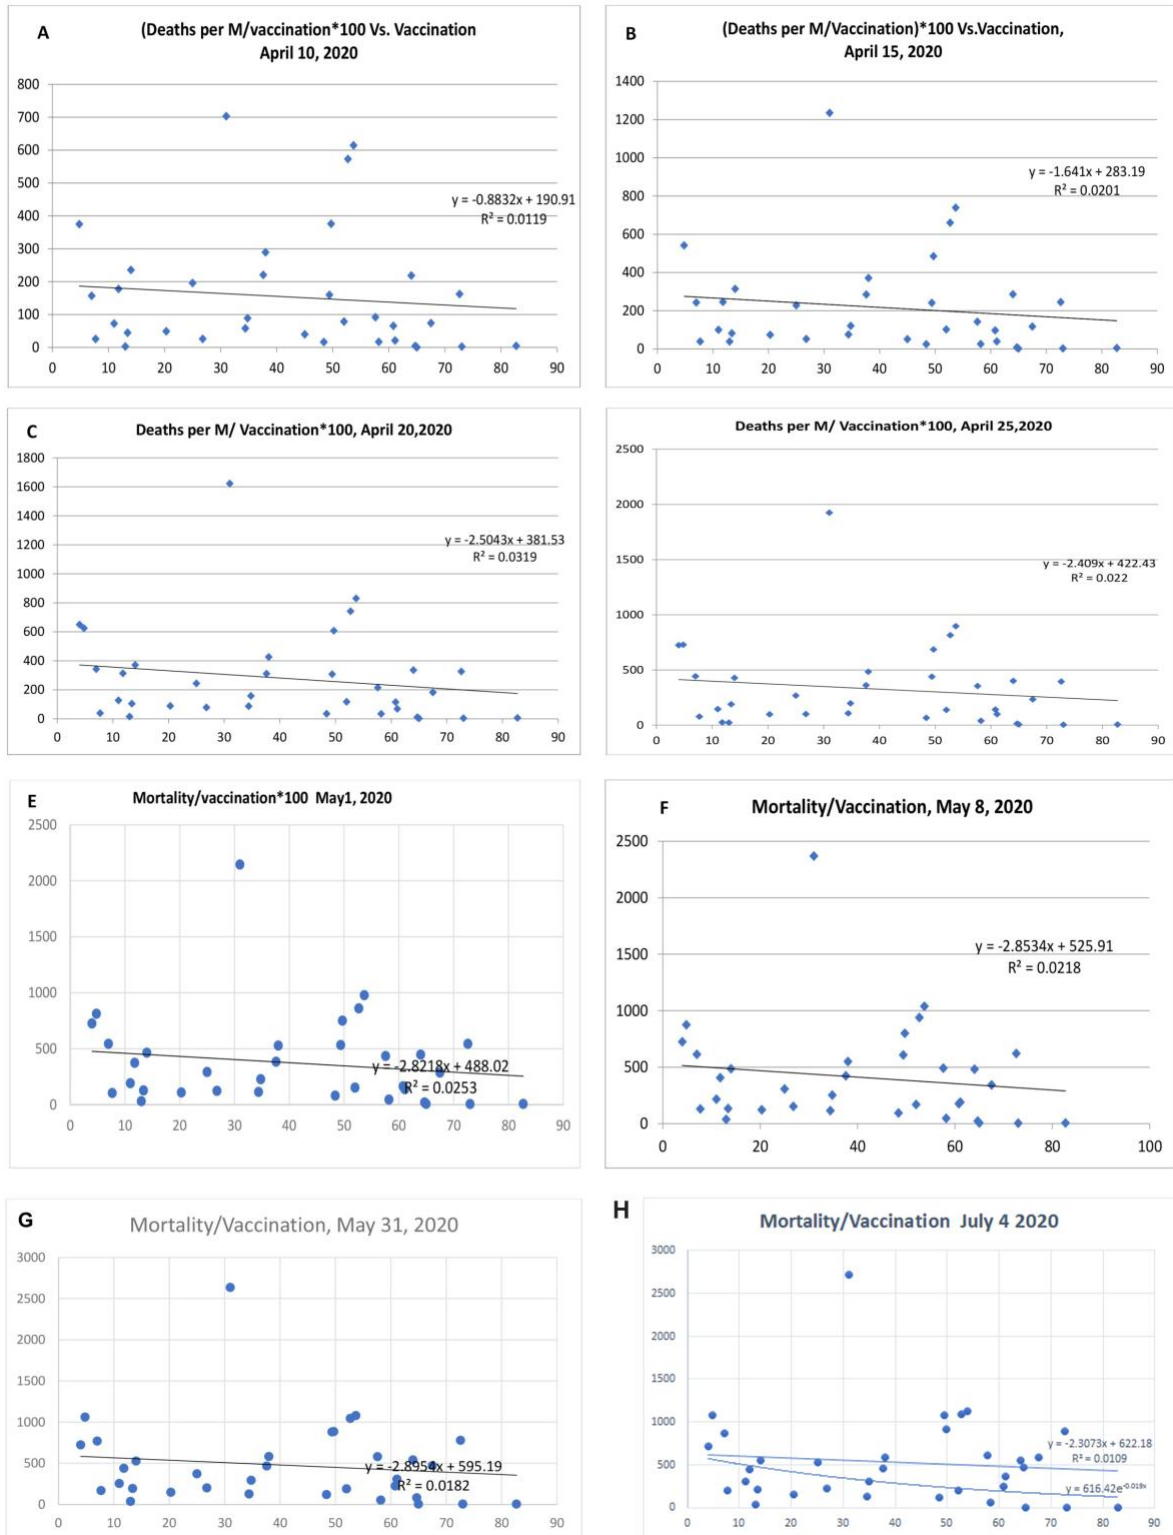 A
(Deaths per M/vaccination*100 Vs. Vaccination
April 10, 2020
800
700
600
500
400
300
200
100
0
y = -0.8832x + 190.91
R² = 0.0119
0 10 20 30 40 50 60 70 80 90
B
(Deaths per M/Vaccination)*100 Vs.Vaccination,
April 15, 2020
1400
1200
1000
800
600
400
200
0
y = -1.641x + 283.19
R² = 0.0201
0 10 20 30 40 50 60 70 80 90
C
Deaths per M/ Vaccination*100, April 20,2020
1800
1600
1400
1200
1000
800
600
400
200
0
y = -2.5043x + 381.53
R² = 0.0319
0 10 20 30 40 50 60 70 80 90
Deaths per M/ Vaccination*100, April 25,2020
2500
2000
1500
1000
500
0
y = -2.409x + 422.43
R² = 0.022
0 10 20 30 40 50 60 70 80 90
E
Mortality/vaccination*100 May1, 2020
2500
2000
1500
1000
500
0
y = -2.8218x + 488.02
R² = 0.0253
0 10 20 30 40 50 60 70 80 90
F
Mortality/Vaccination, May 8, 2020
2500
2000
1500
1000
500
0
y = -2.8534x + 525.91
R² = 0.0218
0 20 40 60 80 100
G
Mortality/Vaccination, May 31, 2020
3000
2500
2000
1500
1000
500
0
y = -2.8954x + 595.19
R² = 0.0182
0 10 20 30 40 50 60 70 80 90
H
Mortality/Vaccination July 4 2020
3000
2500
2000
1500
1000
500
0
y = -2.3073x + 622.18
R² = 0.0109
y = 616.42e^-0.019x
0 10 20 30 40 50 60 70 80 90